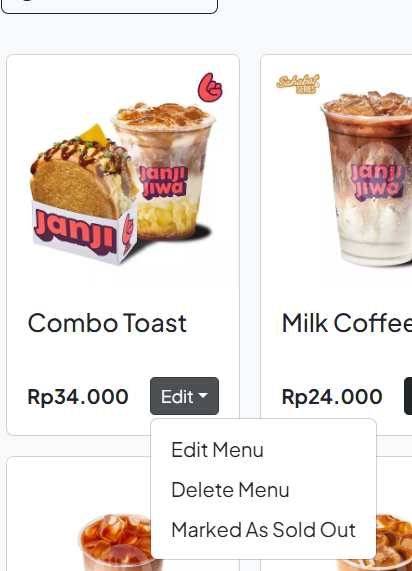 Sahabat
SERIES
janji
jiwa
janji
janji
jiwa
Combo Toast
Milk Coffee
Rp34.000
Edit
Rp24.000
Edit Menu
Delete Menu
Marked As Sold Out